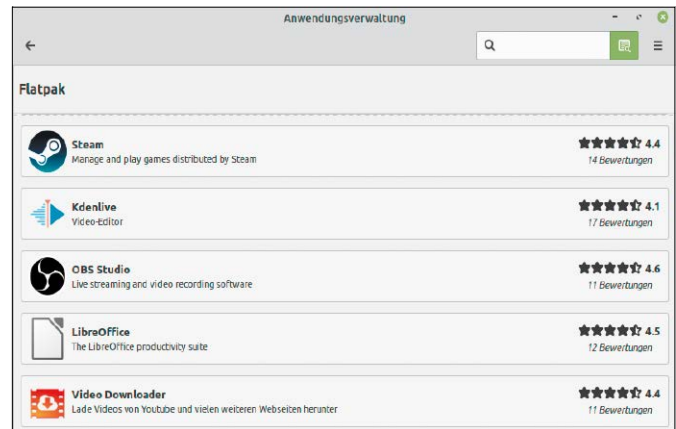 Anwendungsverwaltung
Flatpak
Steam
4.4
Manage and play games distributed by Steam
14 Bewertungen
Kdenlive
4.1
Video-Editor
17 Bewertungen
OBS Studio
4.6
Live streaming and video recording software
11 Bewertungen
LibreOffice
4.5
The LibreOffice productivity suite
12 Bewertungen
Video Downloader
4.4
Lade Videos von Youtube und vielen weiteren Webseiten herunter
11 Bewertungen